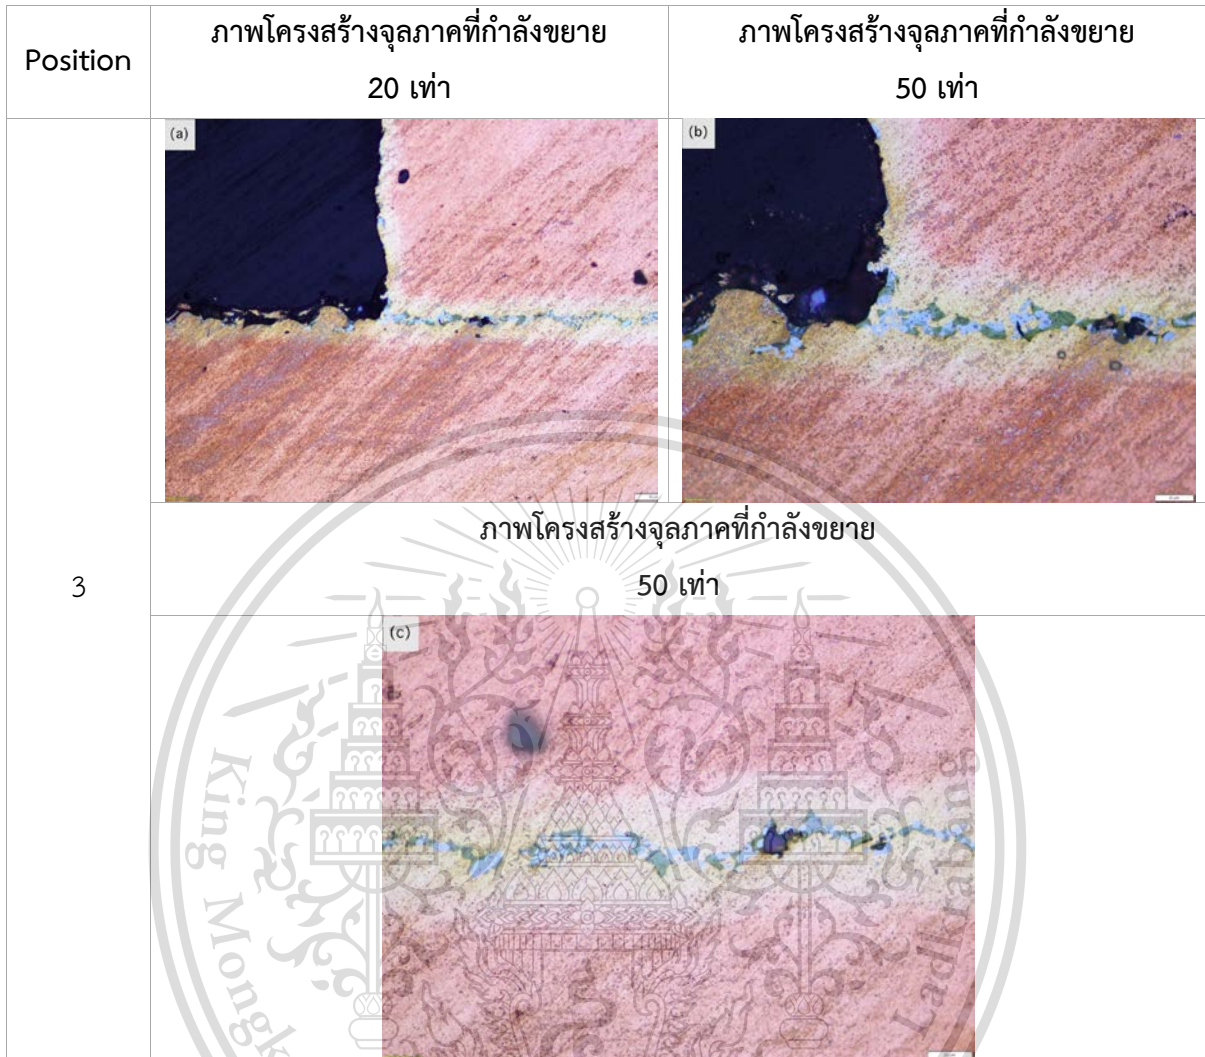 Position
ภาพโครงสร้างจุลภาคที่กำลังขยาย
20 เท่า
ภาพโครงสร้างจุลภาคที่กำลังขยาย
50 เท่า
3
(a)
(b)
ภาพโครงสร้างจุลภาคที่กำลังขยาย
50 เท่า
(c)
King Mongk
Ladkrabang